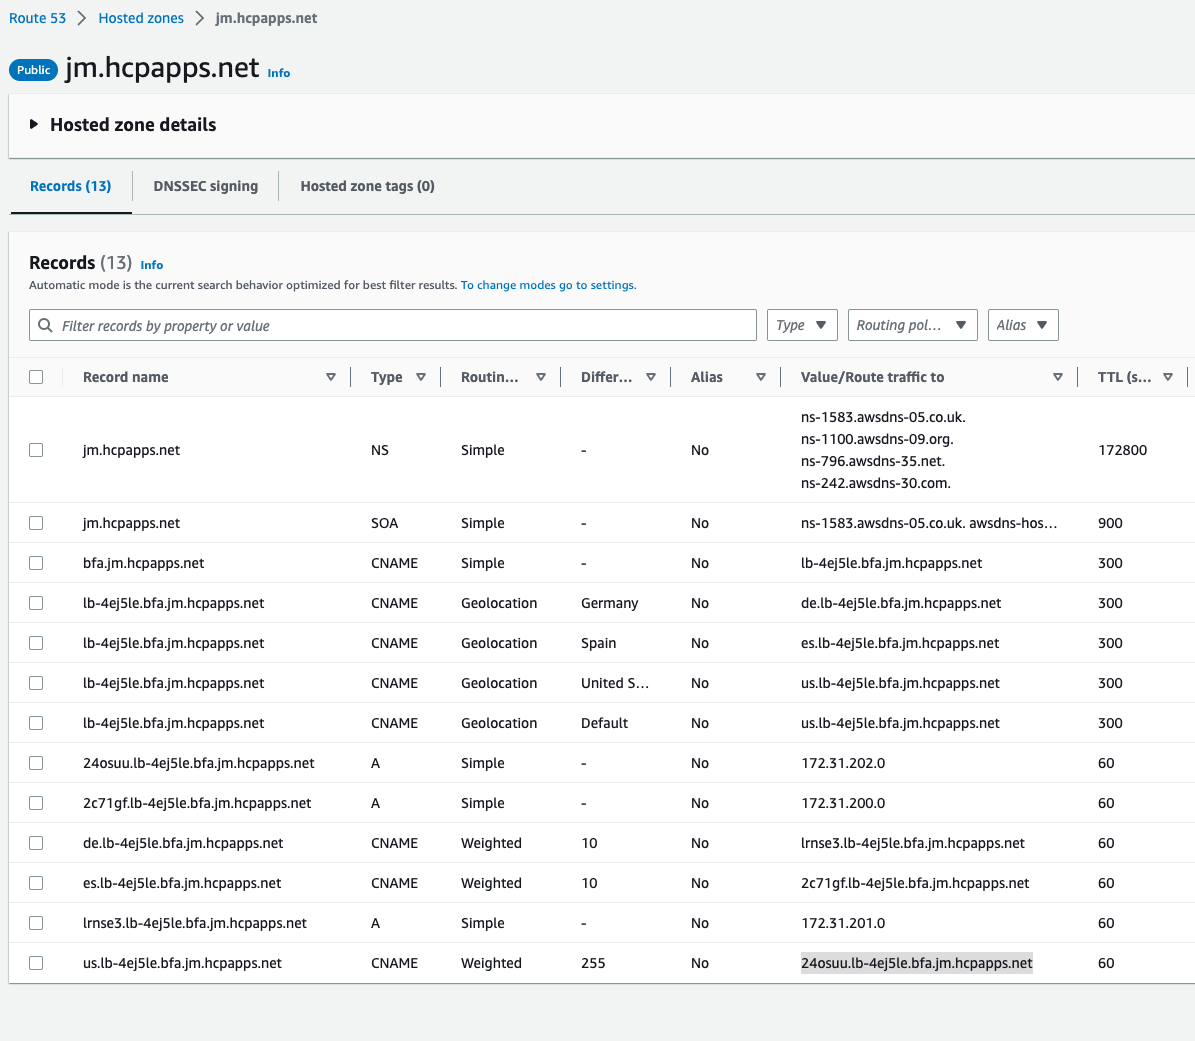 Route 53 > Hosted zones > jm.hcpapps.net
Public jm.hcpapps.net Info
Hosted zone details
Records (13) DNSSEC signing Hosted zone tags (0)
Records (13) Info
Automatic mode is the current search behavior optimized for best filter results. To change modes go to settings.
Filter records by property or value Type Routing pol... Alias
Record name Type Routin... Differ... Alias Value/Route traffic to TTL (s...
ns-1583.awsdns-05.co.uk.
ns-1100.awsdns-09.org.
jm.hcpapps.net NS Simple - No 172800
ns-796.awsdns-35.net.
ns-242.awsdns-30.com.
jm.hcpapps.net SOA Simple - No ns-1583.awsdns-05.co.uk. awsdns-hos... 900
bfa.jm.hcpapps.net CNAME Simple - No lb-4ej5le.bfa.jm.hcpapps.net 300
lb-4ej5le.bfa.jm.hcpapps.net CNAME Geolocation Germany No de.lb-4ej5le.bfa.jm.hcpapps.net 300
lb-4ej5le.bfa.jm.hcpapps.net CNAME Geolocation Spain No es.lb-4ej5le.bfa.jm.hcpapps.net 300
lb-4ej5le.bfa.jm.hcpapps.net CNAME Geolocation United S... No us.lb-4ej5le.bfa.jm.hcpapps.net 300
lb-4ej5le.bfa.jm.hcpapps.net CNAME Geolocation Default No us.lb-4ej5le.bfa.jm.hcpapps.net 300
24osuu.lb-4ej5le.bfa.jm.hcpapps.net A Simple - No 172.31.202.0 60
2c71gf.lb-4ej5le.bfa.jm.hcpapps.net A Simple - No 172.31.200.0 60
de.lb-4ej5le.bfa.jm.hcpapps.net CNAME Weighted 10 No lrnse3.lb-4ej5le.bfa.jm.hcpapps.net 60
es.lb-4ej5le.bfa.jm.hcpapps.net CNAME Weighted 10 No 2c71gf.lb-4ej5le.bfa.jm.hcpapps.net 60
lrnse3.lb-4ej5le.bfa.jm.hcpapps.net A Simple - No 172.31.201.0 60
us.lb-4ej5le.bfa.jm.hcpapps.net CNAME Weighted 255 No 24osuu.lb-4ej5le.bfa.jm.hcpapps.net 60